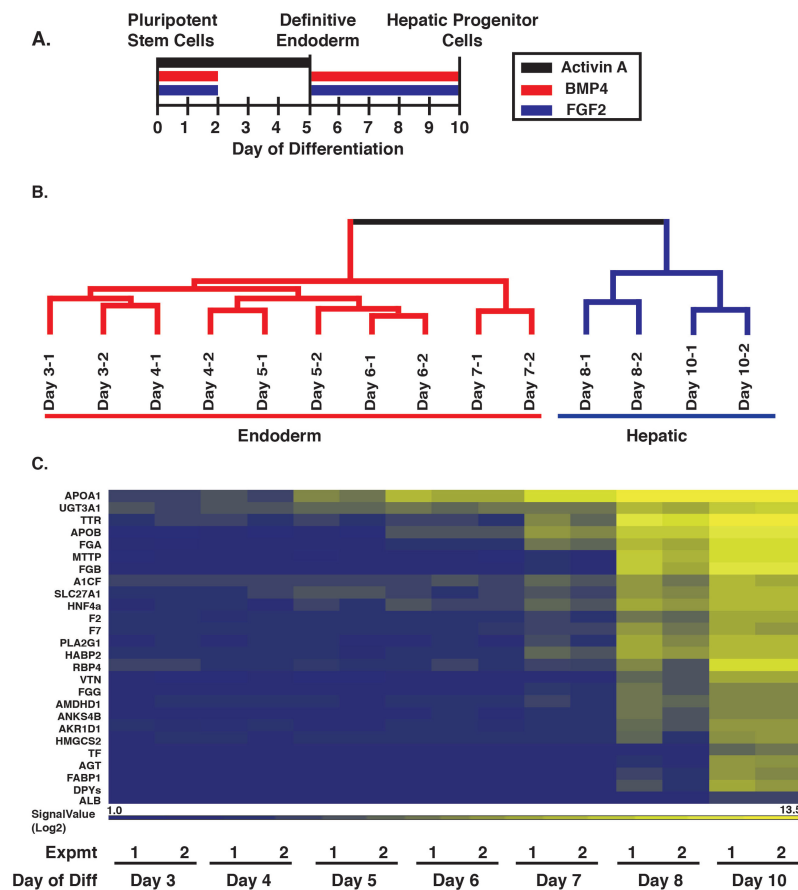 A.
Pluripotent Stem Cells
Definitive Endoderm
Hepatic Progenitor Cells
Activin A
BMP4
FGF2
0 1 2 3 4 5 6 7 8 9 10
Day of Differentiation
B.
Day 3-1
Day 3-2
Day 4-1
Day 4-2
Day 5-1
Day 5-2
Day 6-1
Day 6-2
Day 7-1
Day 7-2
Day 8-1
Day 8-2
Day 10-1
Day 10-2
Endoderm
Hepatic
C.
APOA1
UGT3A1
TTR
APOB
FGA
MTTP
FGB
A1CF
SLC27A1
HNF4a
F2
F7
PLA2G1
HABP2
RBP4
VTN
FGG
AMDHD1
ANKS4B
AKR1D1
HMGCS2
TF
AGT
FABP1
DPYs
ALB
SignalValue (Log2)
1.0 13.5
Expmt 1 2 1 2 1 2 1 2 1 2 1 2 1 2
Day of Diff Day 3 Day 4 Day 5 Day 6 Day 7 Day 8 Day 10